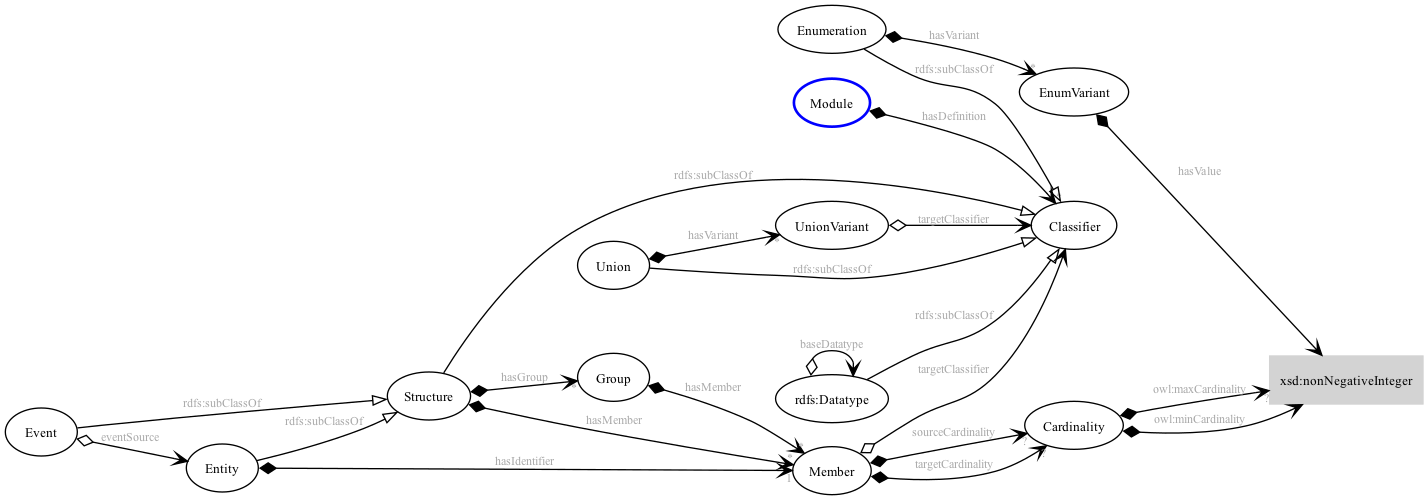 Enumeration
hasVariant
rdfs:subClassOf
EnumVariant
Module
hasDefinition
hasValue
rdfs:subClassOf
UnionVariant
targetClassifier
Classifier
hasVariant
Union
rdfs:subClassOf
rdfs:subClassOf
baseDatatype
targetClassifier
hasGroup
Group
hasMember
xsd:nonNegativeInteger
owl:maxCardinality
Structure
rdfs:Datatype
rdfs:subClassOf
rdfs:subClassOf
hasMember
owl:minCardinality
Event
eventSource
sourceCardinality
Cardinality
Entity
hasIdentifier
1
Member
targetCardinality